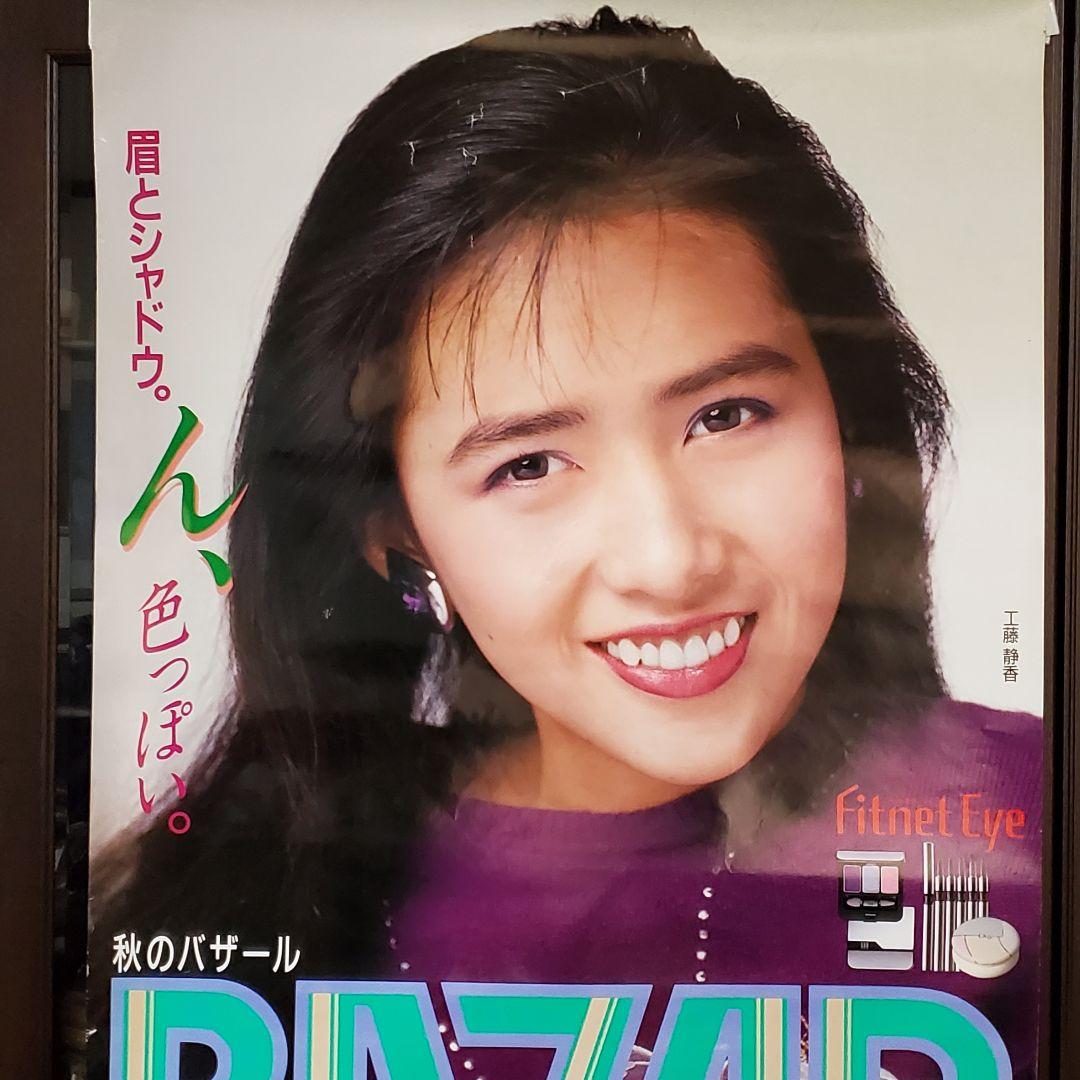 眉とシャドウ。
ん、
色っぽい。
工藤 静香
Fitnet Eye
秋のバザール
BAZAR